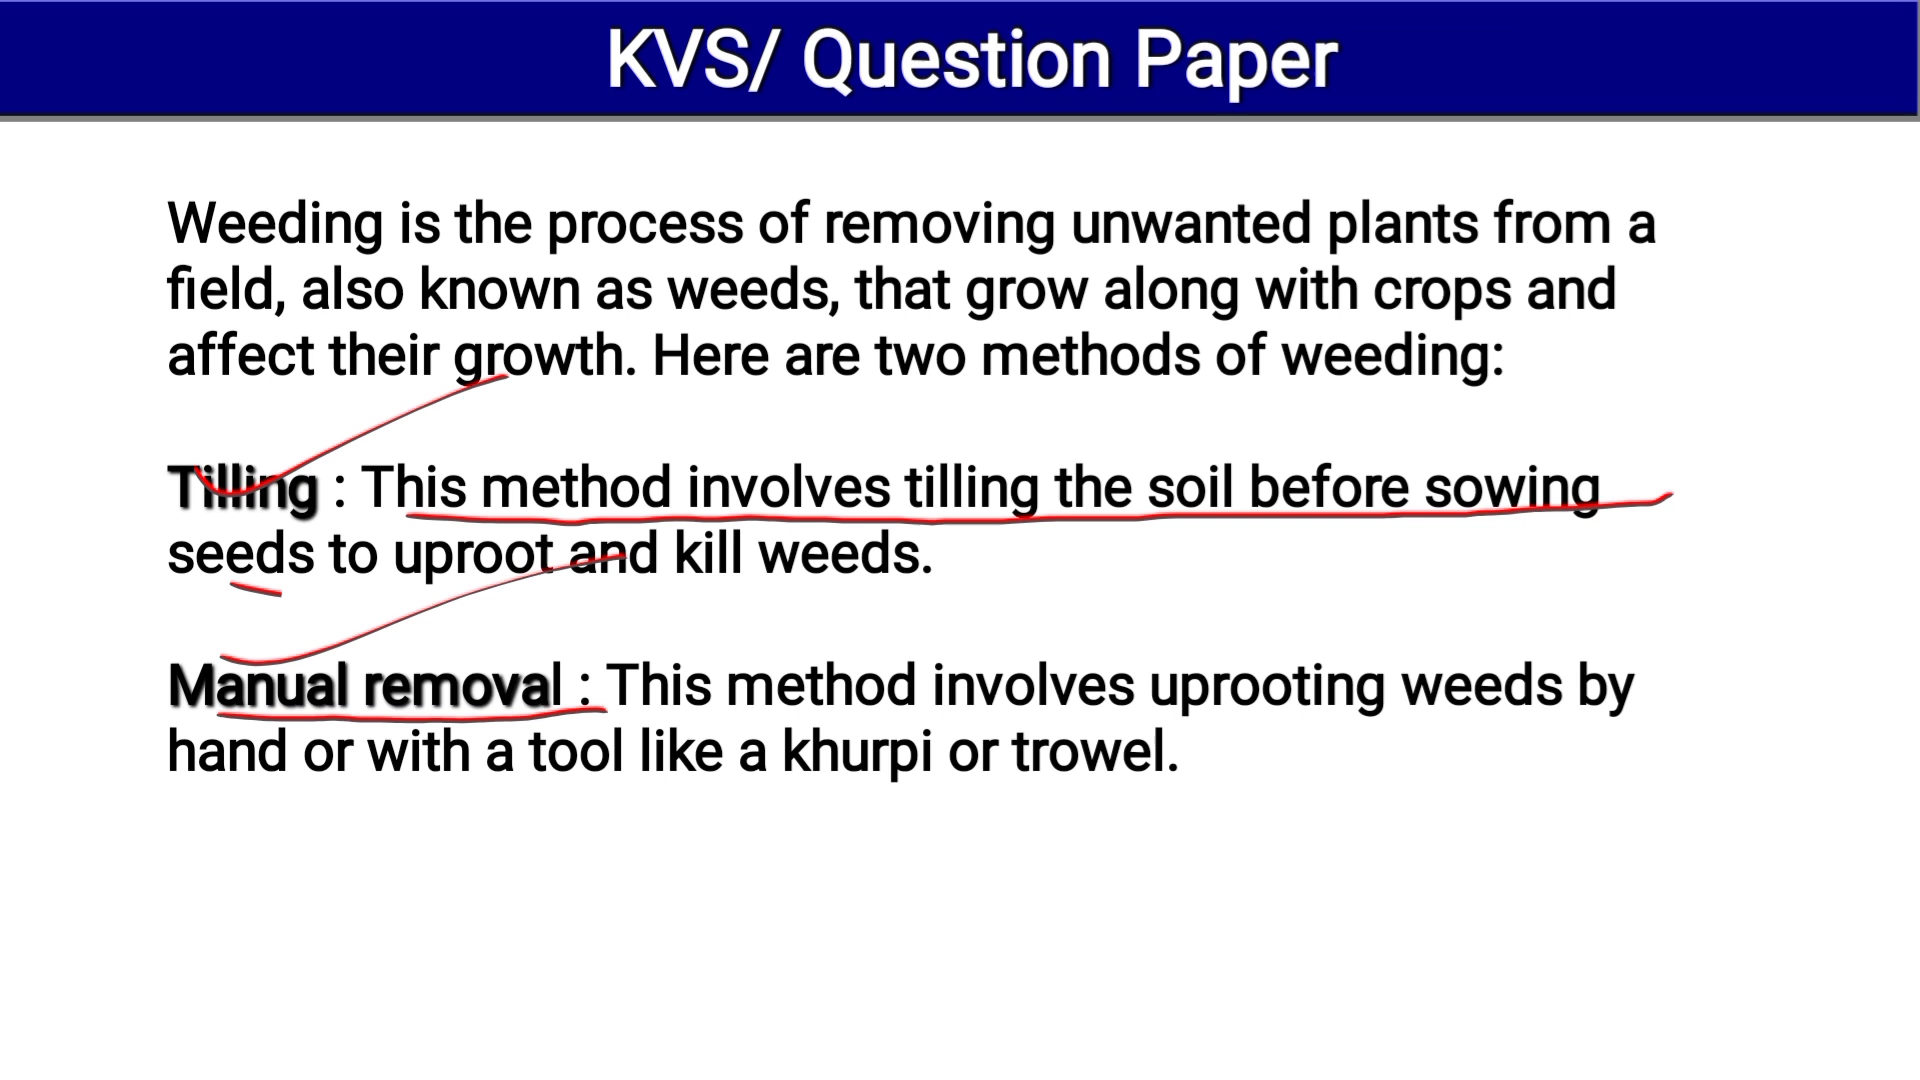 KVS/ Question Paper
Weeding is the process of removing unwanted plants from a
field, also known as weeds, that grow along with crops and
affect their growth. Here are two methods of weeding:
Tilling : This method involves tilling the soil before sowing
seeds to uproot and kill weeds.
Manual removal : This method involves uprooting weeds by
hand or with a tool like a khurpi or trowel.